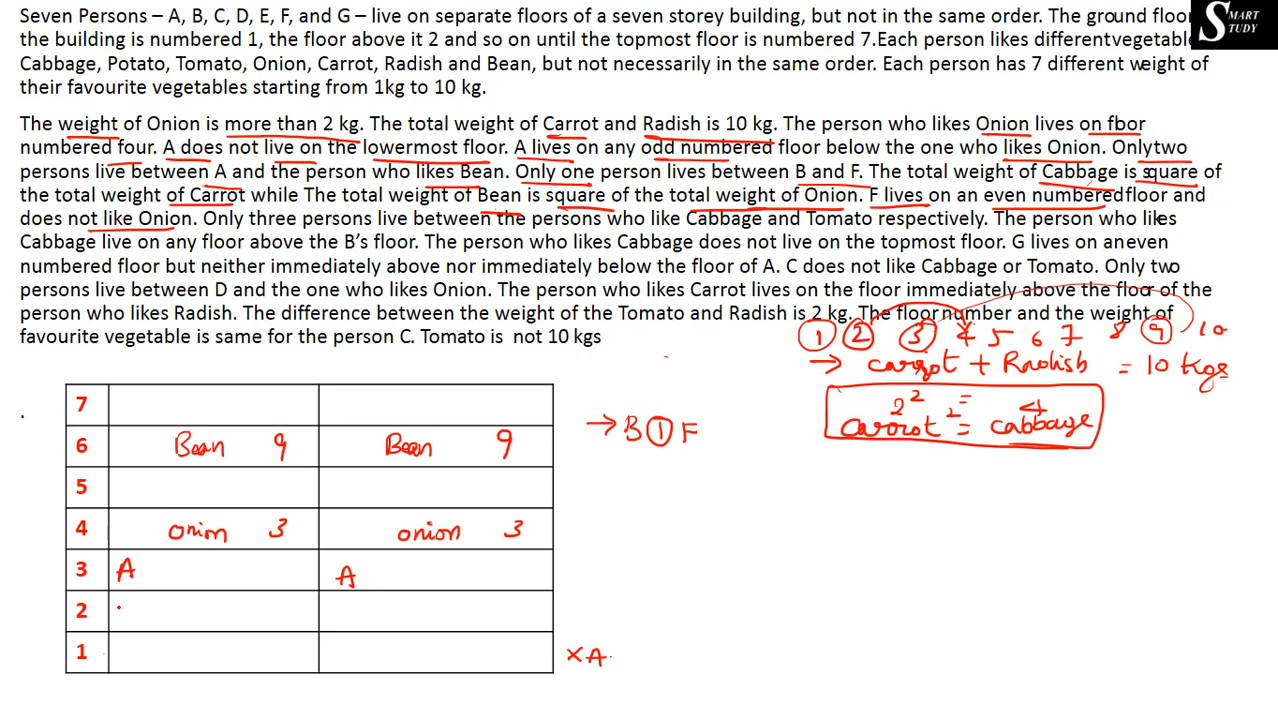 Seven Persons – A, B, C, D, E, F, and G – live on separate floors of a seven storey building, but not in the same order. The ground floor
the building is numbered 1, the floor above it 2 and so on until the topmost floor is numbered 7.Each person likes differentvegetable
Cabbage, Potato, Tomato, Onion, Carrot, Radish and Bean, but not necessarily in the same order. Each person has 7 different weight of
their favourite vegetables starting from 1kg to 10 kg.
SMART STUDY
The weight of Onion is more than 2 kg. The total weight of Carrot and Radish is 10 kg. The person who likes Onion lives on floor
numbered four. A does not live on the lowermost floor. A lives on any odd numbered floor below the one who likes Onion. Onlytwo
persons live between A and the person who likes Bean. Only one person lives between B and F. The total weight of Cabbage is square of
the total weight of Carrot while The total weight of Bean is square of the total weight of Onion. F lives on an even numberedfloor and
does not like Onion. Only three persons live between the persons who like Cabbage and Tomato respectively. The person who likes
Cabbage live on any floor above the B's floor. The person who likes Cabbage does not live on the topmost floor. G lives on aneven
numbered floor but neither immediately above nor immediately below the floor of A. C does not like Cabbage or Tomato. Only two
persons live between D and the one who likes Onion. The person who likes Carrot lives on the floor immediately above the floor of the
person who likes Radish. The difference between the weight of the Tomato and Radish is 2 kg. The floor number and the weight of
favourite vegetable is same for the person C. Tomato is not 10 kgs
1 2 3 4 5 6 7 8 9 10
→ carrot + Radish = 10 kgs
2² = 4
carrot² = cabbage
→ B 1 F
7
6 Bean 9 Bean 9
5
4 onion 3 onion 3
3 A A
2
1 ×A